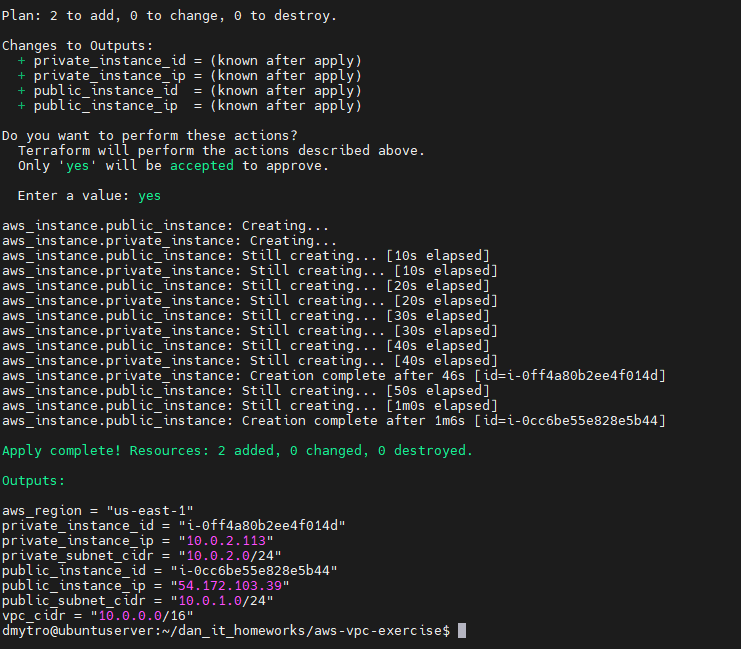 Plan: 2 to add, 0 to change, 0 to destroy.
Changes to Outputs:
  + private_instance_id = (known after apply)
  + private_instance_ip = (known after apply)
  + public_instance_id  = (known after apply)
  + public_instance_ip  = (known after apply)
Do you want to perform these actions?
  Terraform will perform the actions described above.
  Only 'yes' will be accepted to approve.
  Enter a value: yes
aws_instance.public_instance: Creating...
aws_instance.private_instance: Creating...
aws_instance.public_instance: Still creating... [10s elapsed]
aws_instance.private_instance: Still creating... [10s elapsed]
aws_instance.public_instance: Still creating... [20s elapsed]
aws_instance.private_instance: Still creating... [20s elapsed]
aws_instance.public_instance: Still creating... [30s elapsed]
aws_instance.private_instance: Still creating... [30s elapsed]
aws_instance.public_instance: Still creating... [40s elapsed]
aws_instance.private_instance: Still creating... [40s elapsed]
aws_instance.private_instance: Creation complete after 46s [id=i-0ff4a80b2ee4f014d]
aws_instance.public_instance: Still creating... [50s elapsed]
aws_instance.public_instance: Still creating... [1m0s elapsed]
aws_instance.public_instance: Creation complete after 1m6s [id=i-0cc6be55e828e5b44]
Apply complete! Resources: 2 added, 0 changed, 0 destroyed.
Outputs:
aws_region = "us-east-1"
private_instance_id = "i-0ff4a80b2ee4f014d"
private_instance_ip = "10.0.2.113"
private_subnet_cidr = "10.0.2.0/24"
public_instance_id = "i-0cc6be55e828e5b44"
public_instance_ip = "54.172.103.39"
public_subnet_cidr = "10.0.1.0/24"
vpc_cidr = "10.0.0.0/16"
dmytro@ubuntuserver:~/dan_it_homeworks/aws-vpc-exercise$